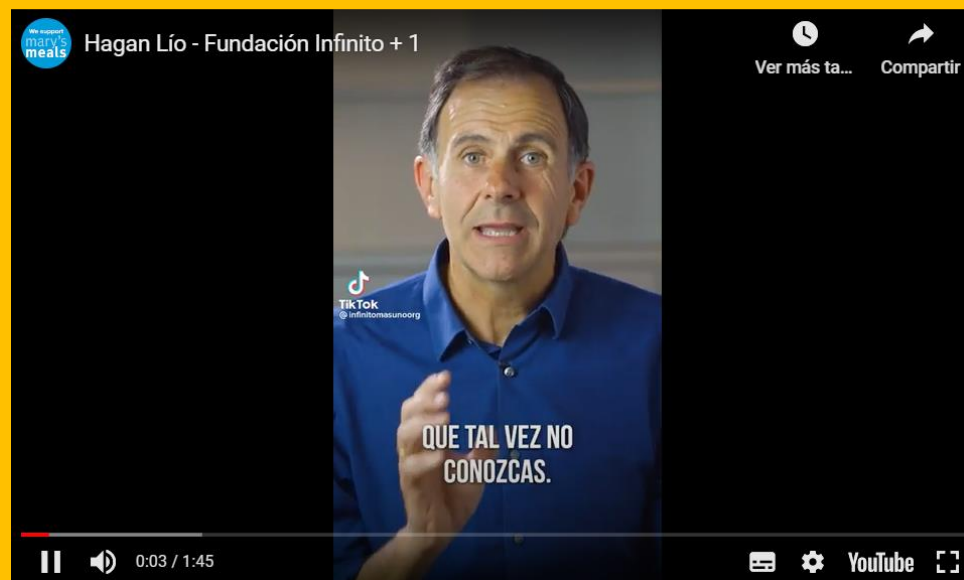 We support
mary's
meals
Hagan Lío - Fundación Infinito + 1
Ver más ta...
Compartir
TikTok
@infinitomasunoorg
QUE TAL VEZ NO
CONOZCAS.
0:03 / 1:45
YouTube